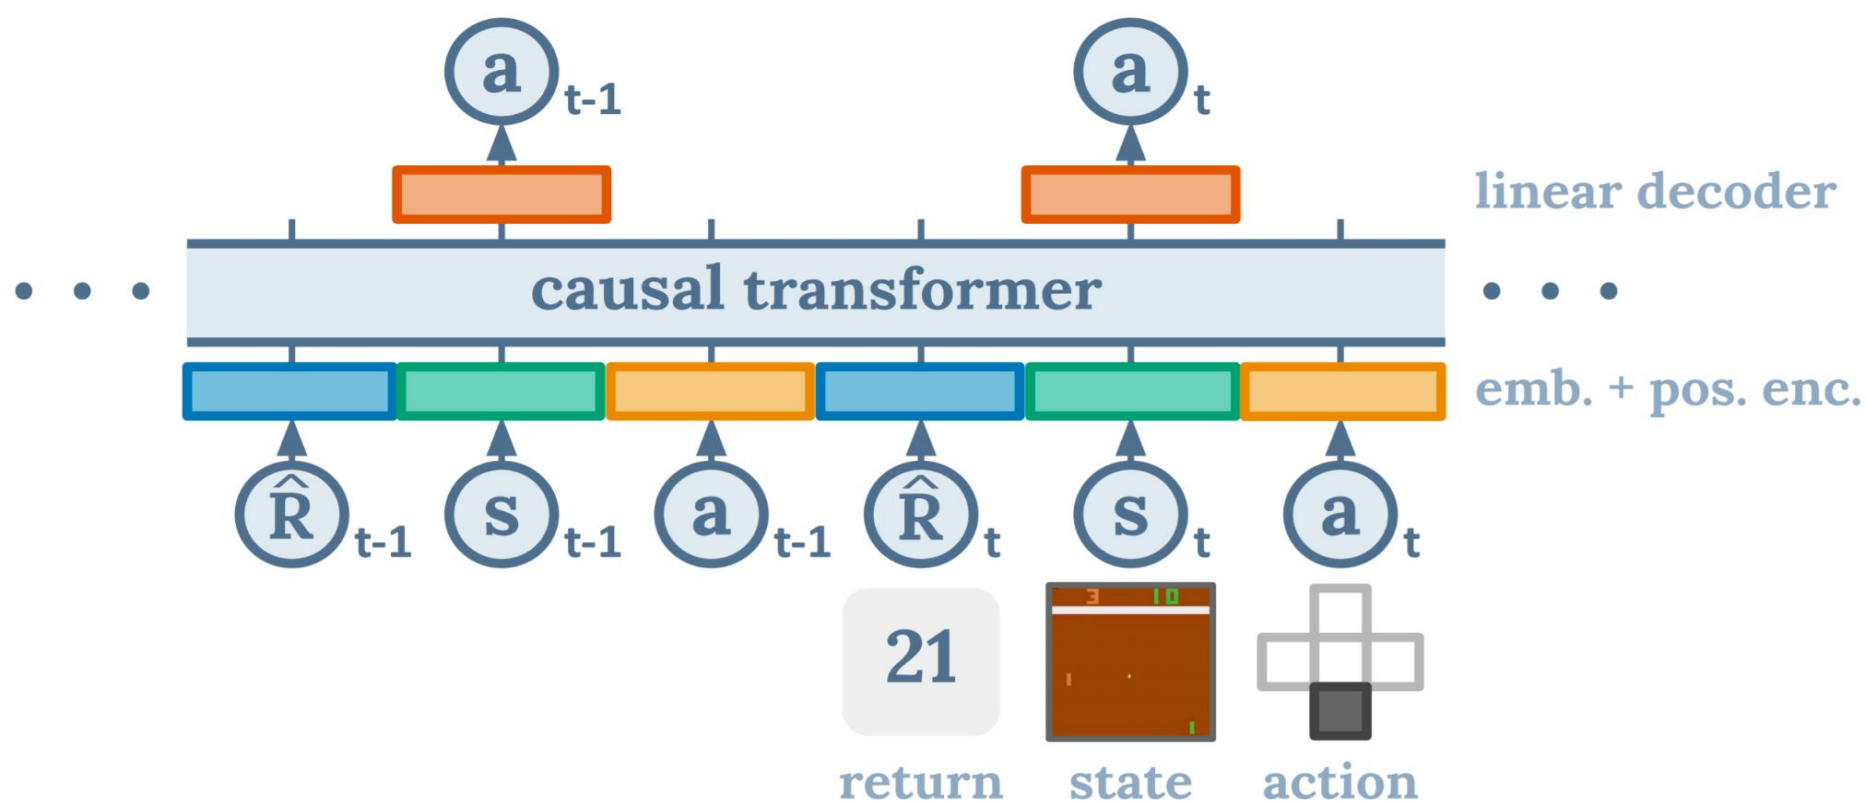 a t-1 a t
linear decoder
causal transformer
emb. + pos. enc.
R̂ t-1 s t-1 a t-1 R̂ t s t a t
3 10
21
return state action